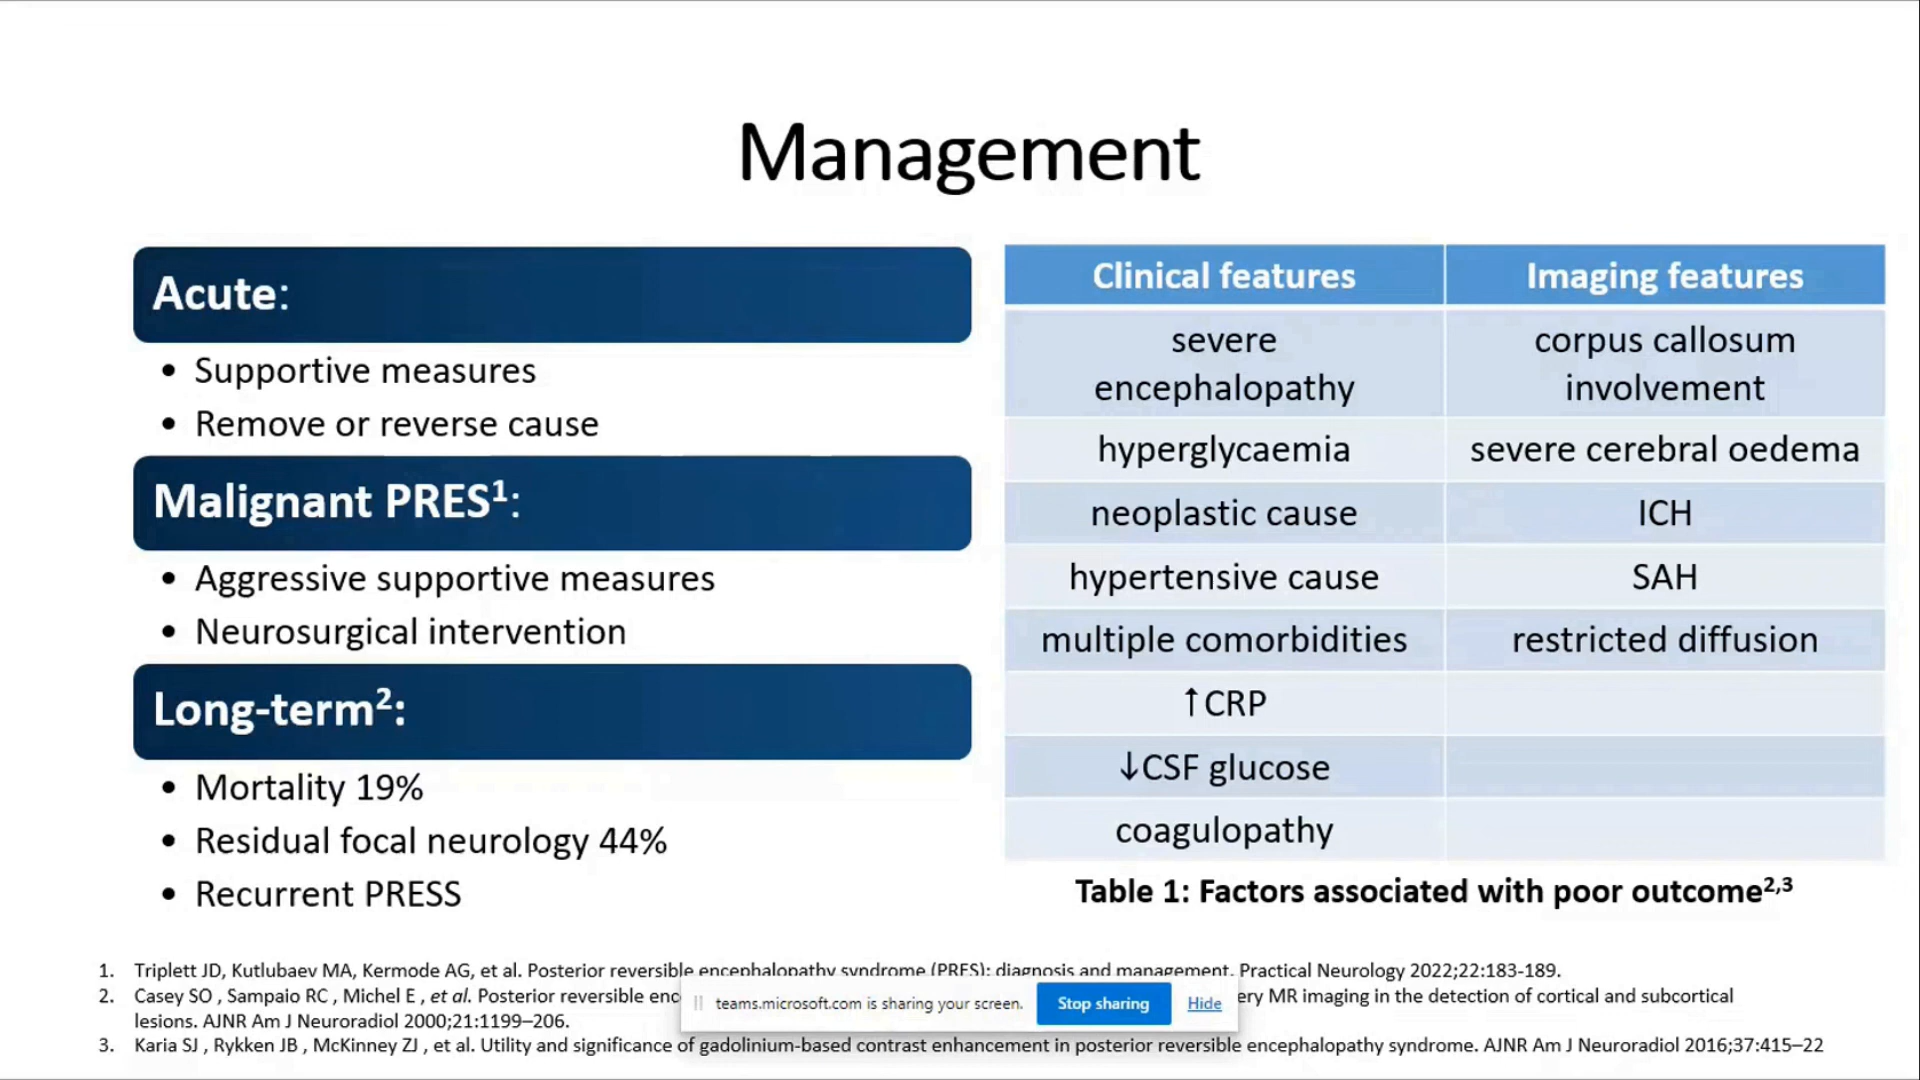 Management
Acute:
• Supportive measures
• Remove or reverse cause
Malignant PRES¹:
• Aggressive supportive measures
• Neurosurgical intervention
Long-term²:
• Mortality 19%
• Residual focal neurology 44%
• Recurrent PRESS
Clinical features
Imaging features
severe
encephalopathy
corpus callosum
involvement
hyperglycaemia
severe cerebral oedema
neoplastic cause
ICH
hypertensive cause
SAH
multiple comorbidities
restricted diffusion
↑CRP
↓CSF glucose
coagulopathy
Table 1: Factors associated with poor outcome²,³
1. Triplett JD, Kutlubaev MA, Kermode AG, et al. Posterior reversible encephalopathy syndrome (PRES): diagnosis and management. Practical Neurology 2022;22:183-189.
2. Casey SO , Sampaio RC , Michel E , et al. Posterior reversible enc
ery MR imaging in the detection of cortical and subcortical
lesions. AJNR Am J Neuroradiol 2000;21:1199–206.
3. Karia SJ , Rykken JB , McKinney ZJ , et al. Utility and significance of gadolinium-based contrast enhancement in posterior reversible encephalopathy syndrome. AJNR Am J Neuroradiol 2016;37:415–22
teams.microsoft.com is sharing your screen.
Stop sharing
Hide